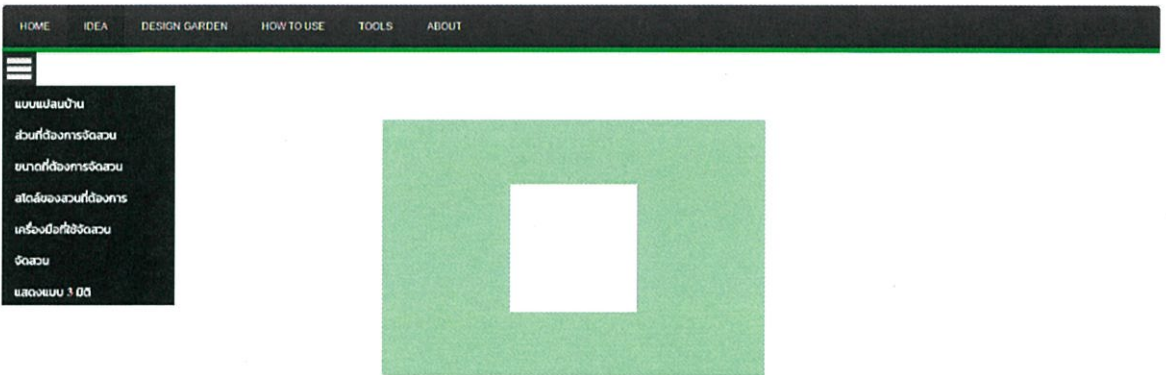 HOME IDEA DESIGN GARDEN HOW TO USE TOOLS ABOUT
แบบแปลนบ้าน
ส่วนที่ต้องการจัดสวน
ขนาดที่ต้องการจัดสวน
สไตล์ของสวนที่ต้องการ
เครื่องมือที่ใช้จัดสวน
จัดสวน
แสดงแบบ 3 มิติ